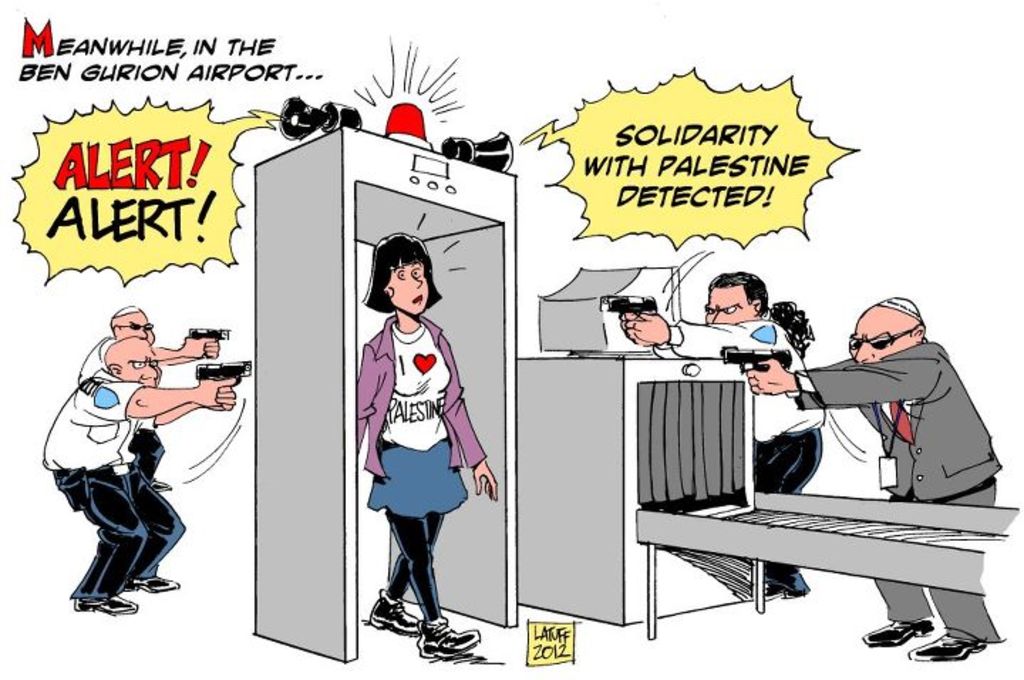 MEANWHILE, IN THE
BEN GURION AIRPORT...
ALERT!
ALERT!
SOLIDARITY
WITH PALESTINE
DETECTED!
I ♥
PALESTINE
LATUFF
2012